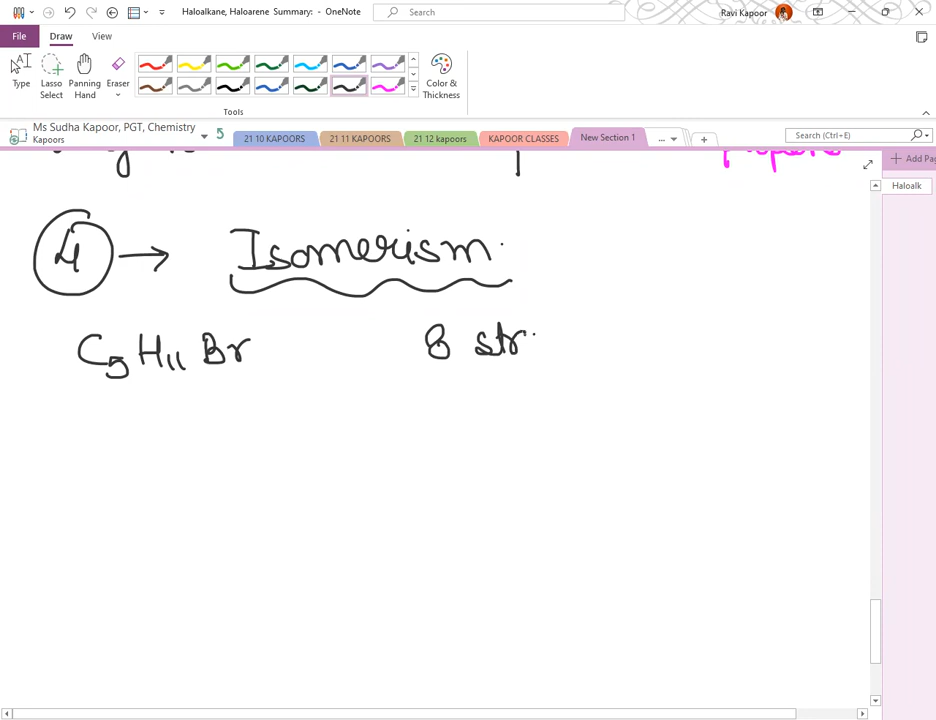 Haloalkane, Haloarene Summary: - OneNote
Search
Ravi Kapoor
File
Draw
View
Type
Lasso Select
Panning Hand
Eraser
Color & Thickness
Tools
Ms Sudha Kapoor, PGT, Chemistry
Kapoors
21 10 KAPOORS
21 11 KAPOORS
21 12 kapoors
KAPOOR CLASSES
New Section 1
...
Search (Ctrl+E)
Add Pag
Haloalk
4 → Isomerism.
C5H11Br 8 str.